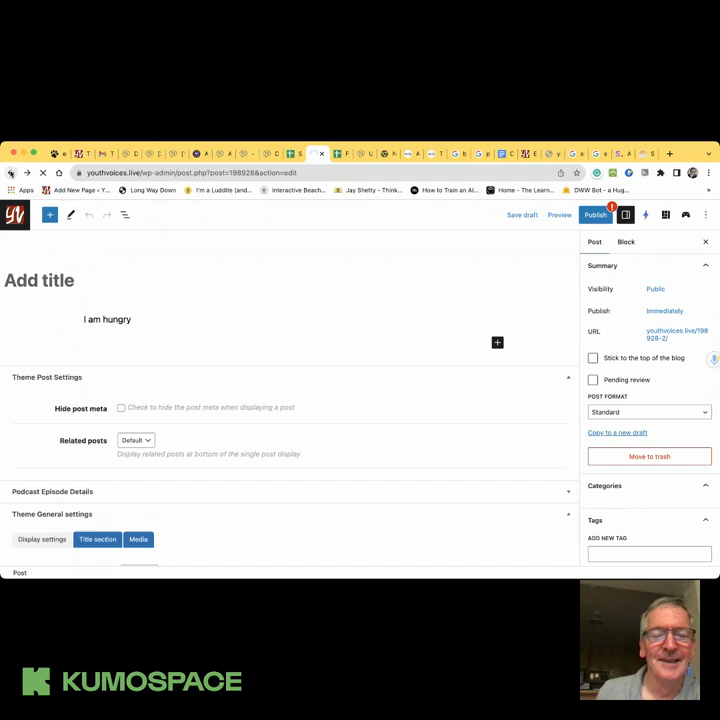 youthvoices.live/wp-admin/post.php?post=198928&action=edit
Apps
Add New Page ‹ Y...
Long Way Down
I'm a Luddite (and...
Interactive Beach...
Jay Shetty - Think...
How to Train an Al...
Home - The Learn...
DWW Bot - a Hug...
YV
Save draft
Preview
Publish
!
Post
Block
Add title
I am hungry
Summary
Visibility
Public
Publish
Immediately
URL
youthvoices.live/198
928-2/
Stick to the top of the blog
Pending review
POST FORMAT
Standard
Copy to a new draft
Move to trash
Categories
Tags
ADD NEW TAG
Theme Post Settings
Hide post meta
Check to hide the post meta when displaying a post
Related posts
Default
Display related posts at bottom of the single post display
Podcast Episode Details
Theme General settings
Display settings
Title section
Media
Post
KUMOSPACE